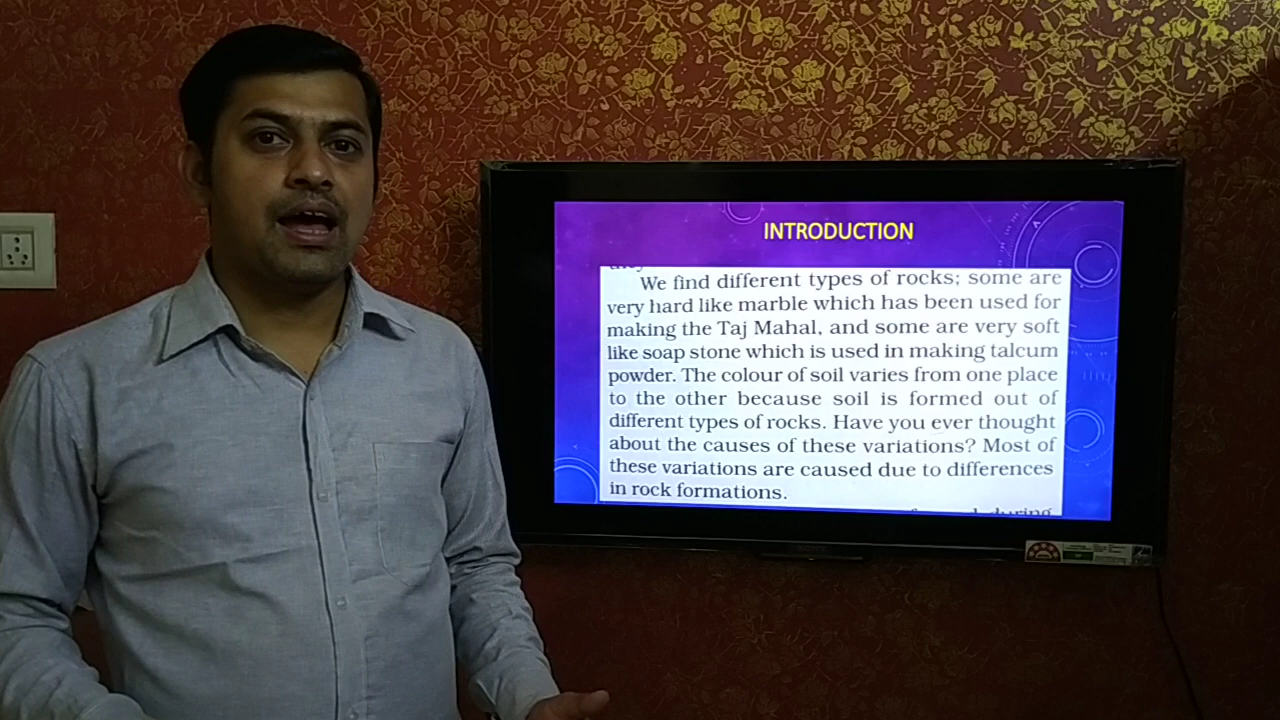 INTRODUCTION
We find different types of rocks; some are
very hard like marble which has been used for
making the Taj Mahal, and some are very soft
like soap stone which is used in making talcum
powder. The colour of soil varies from one place
to the other because soil is formed out of
different types of rocks. Have you ever thought
about the causes of these variations? Most of
these variations are caused due to differences
in rock formations.
during